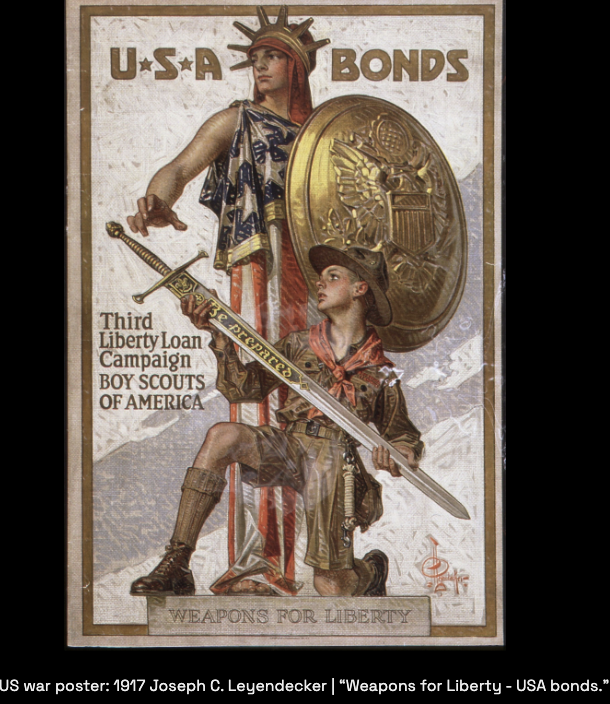 U★S★A BONDS
Third
Liberty Loan
Campaign
BOY SCOUTS
OF AMERICA
Be prepared
WEAPONS FOR LIBERTY
US war poster: 1917 Joseph C. Leyendecker | “Weapons for Liberty - USA bonds.”